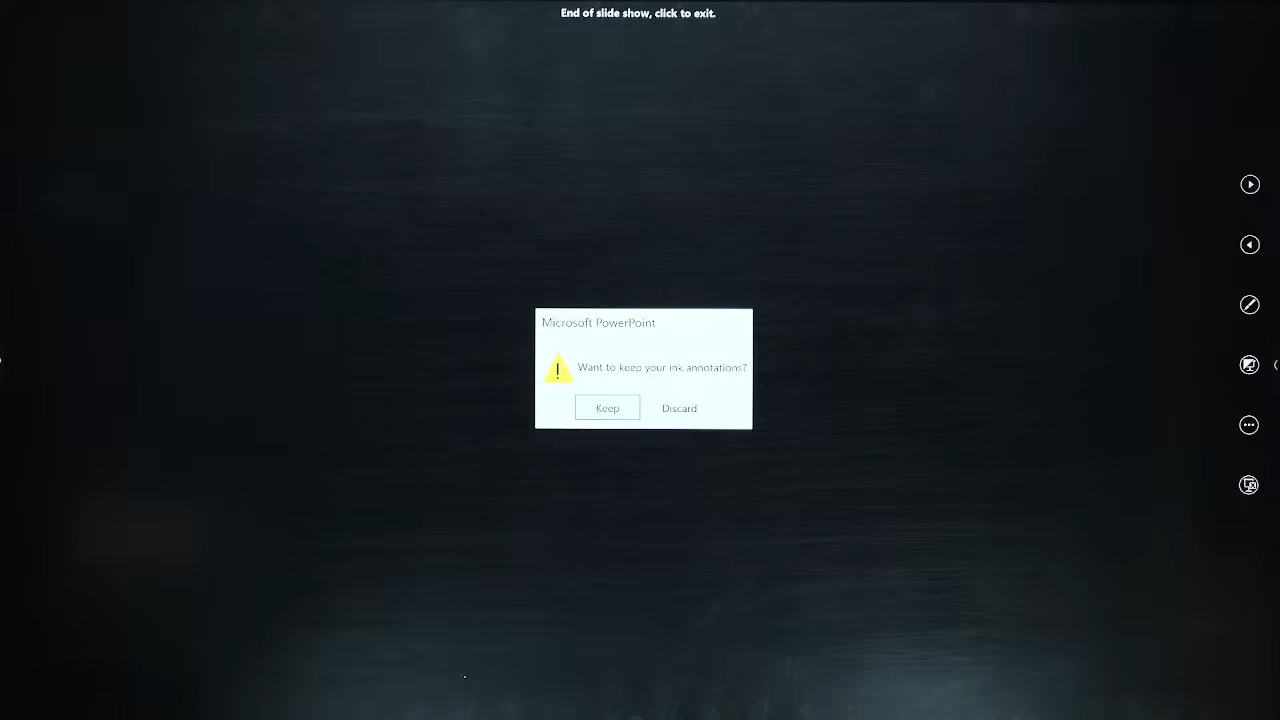 End of slide show, click to exit.
Microsoft PowerPoint
Want to keep your ink annotations?
Keep
Discard